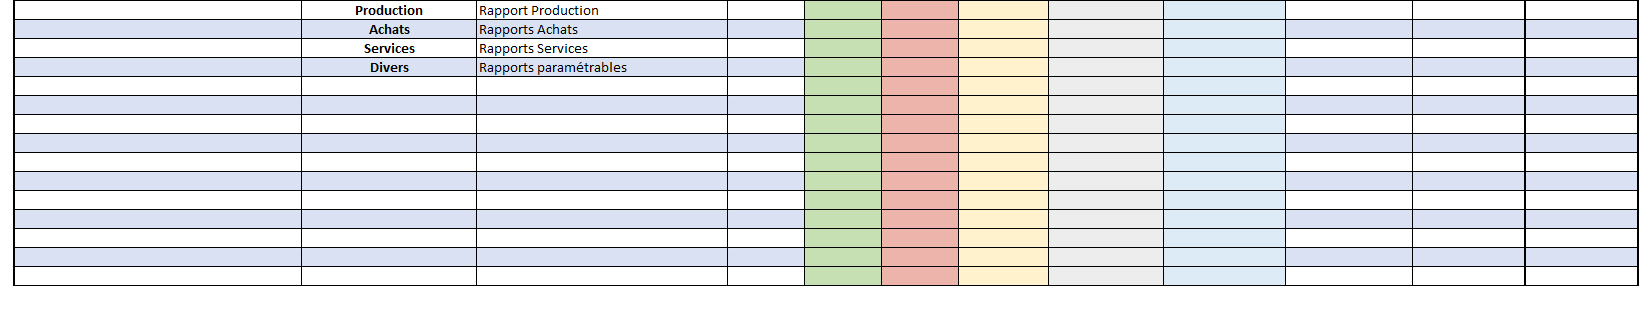 Production Rapport Production
Achats Rapports Achats
Services Rapports Services
Divers Rapports paramétrables